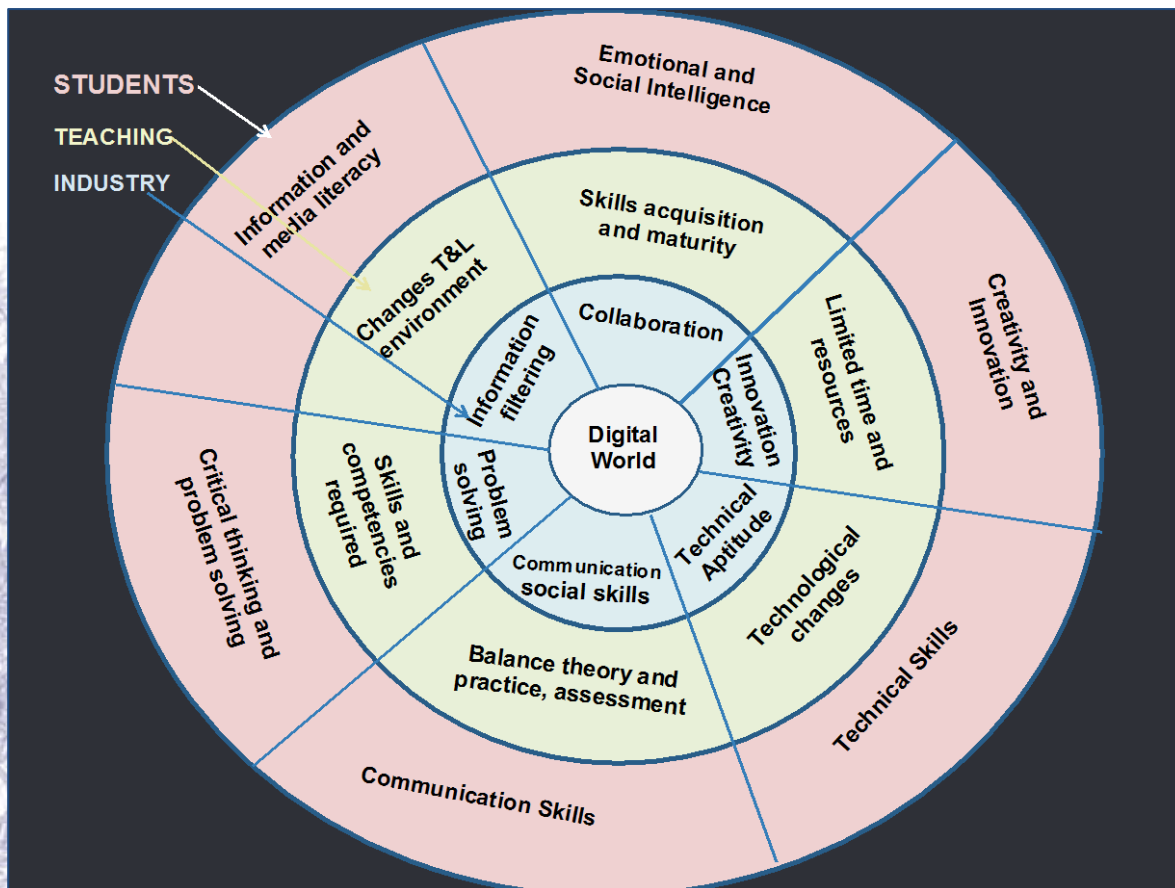 STUDENTS
TEACHING
INDUSTRY
Emotional and
Social Intelligence
Information and
media literacy
Skills acquisition
and maturity
Changes T&L
environment
Collaboration
Information
filtering
Innovation
Creativity
Limited time and
resources
Creativity and
Innovation
Digital
World
Problem
solving
Skills and
competencies
required
Critical thinking and
problem solving
Technical
Aptitude
Communication
social skills
Technological
changes
Balance theory and
practice, assessment
Technical Skills
Communication Skills